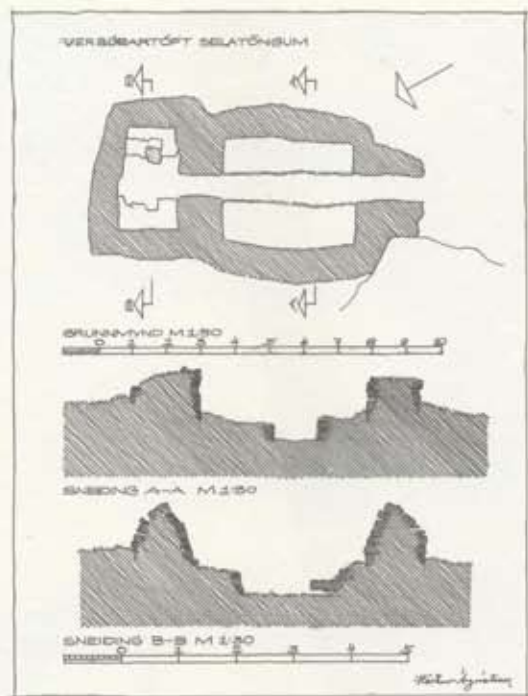 VERBÚÐARTÓFT SELATÖNGUM
B B
A A
B B
A A
GRUNNMYND M 1:50
0 1 2 3 4 5 6 7 8 9 10
SNEIÐING A-A M 1:50
SNEIÐING B-B M 1:50
0 1 2 3 4 5